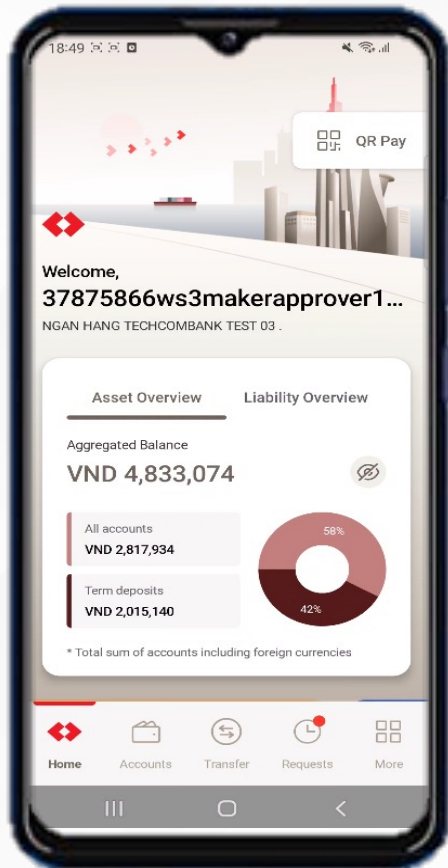 18:49
QR Pay
Welcome,
37875866ws3makerapprover1...
NGAN HANG TECHCOMBANK TEST 03 .
Asset Overview
Liability Overview
Aggregated Balance
VND 4,833,074
All accounts
VND 2,817,934
58%
Term deposits
VND 2,015,140
42%
* Total sum of accounts including foreign currencies
Home
Accounts
Transfer
Requests
More